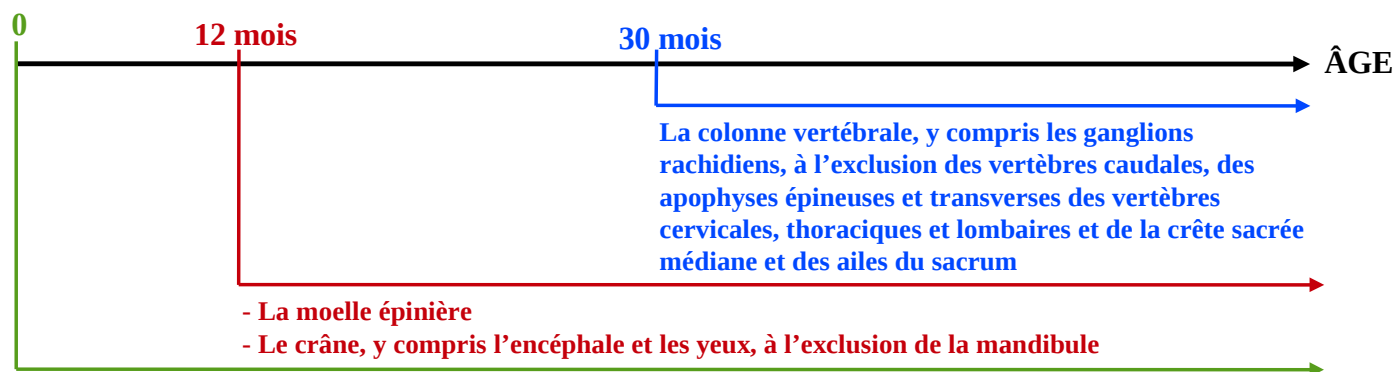 0
12 mois
30 mois
ÂGE
La colonne vertébrale, y compris les ganglions
rachidiens, à l’exclusion des vertèbres caudales, des
apophyses épineuses et transverses des vertèbres
cervicales, thoraciques et lombaires et de la crête sacrée
médiane et des ailes du sacrum
- La moelle épinière
- Le crâne, y compris l’encéphale et les yeux, à l’exclusion de la mandibule